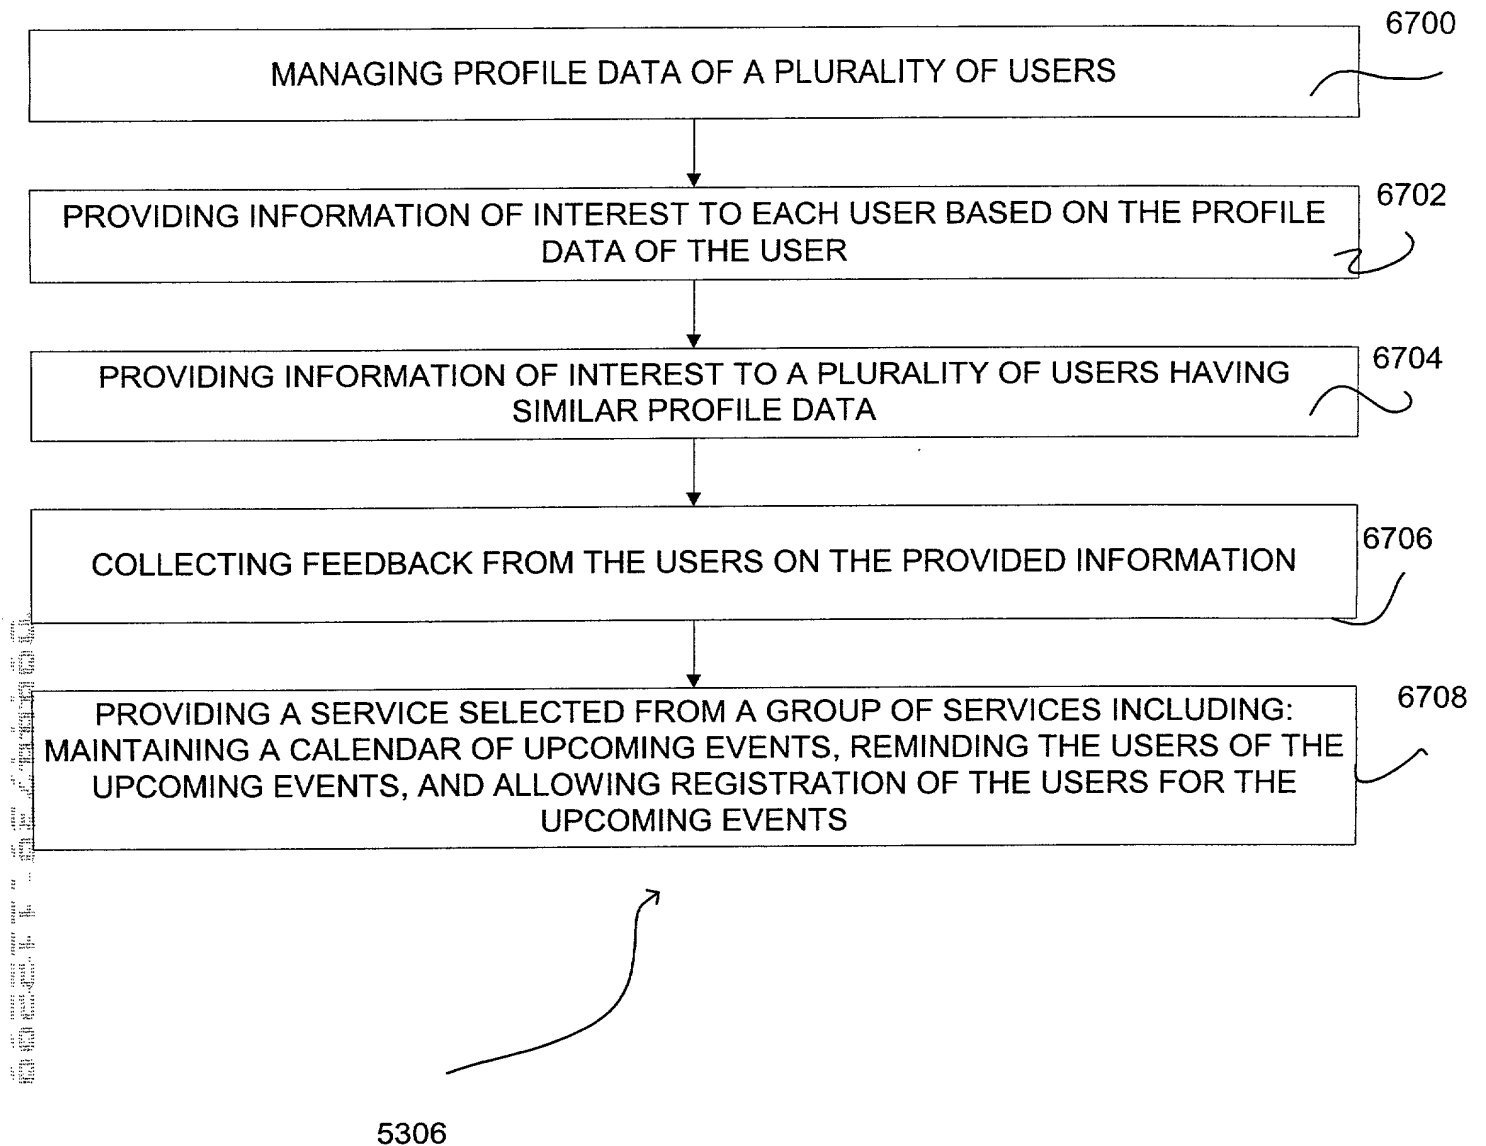 6700
MANAGING PROFILE DATA OF A PLURALITY OF USERS
6702
PROVIDING INFORMATION OF INTEREST TO EACH USER BASED ON THE PROFILE
DATA OF THE USER
6704
PROVIDING INFORMATION OF INTEREST TO A PLURALITY OF USERS HAVING
SIMILAR PROFILE DATA
6706
COLLECTING FEEDBACK FROM THE USERS ON THE PROVIDED INFORMATION
6708
PROVIDING A SERVICE SELECTED FROM A GROUP OF SERVICES INCLUDING:
MAINTAINING A CALENDAR OF UPCOMING EVENTS, REMINDING THE USERS OF THE
UPCOMING EVENTS, AND ALLOWING REGISTRATION OF THE USERS FOR THE
UPCOMING EVENTS
5306